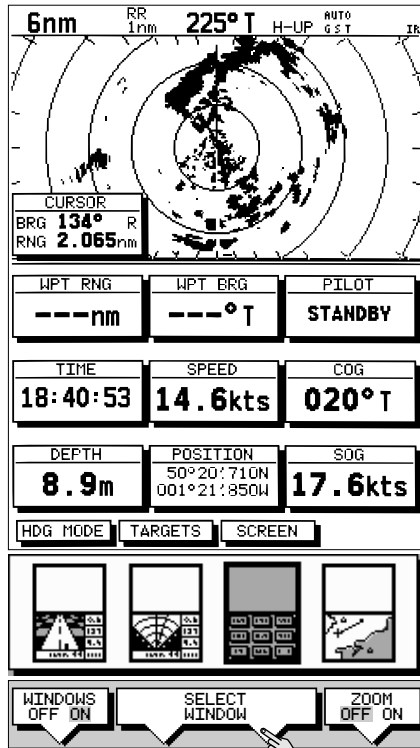 6nm RR 1nm 225° T H-UP AUTO G S T IR
CURSOR
BRG 134° R
RNG 2.065nm
WPT RNG WPT BRG PILOT
---nm ---° T STANDBY
TIME SPEED COG
18:40:53 14.6kts 020° T
DEPTH POSITION SOG
8.9m 50°20'.710N 001°21'.850W 17.6kts
HDG MODE TARGETS SCREEN
WINDOWS SELECT ZOOM
OFF ON WINDOW OFF ON